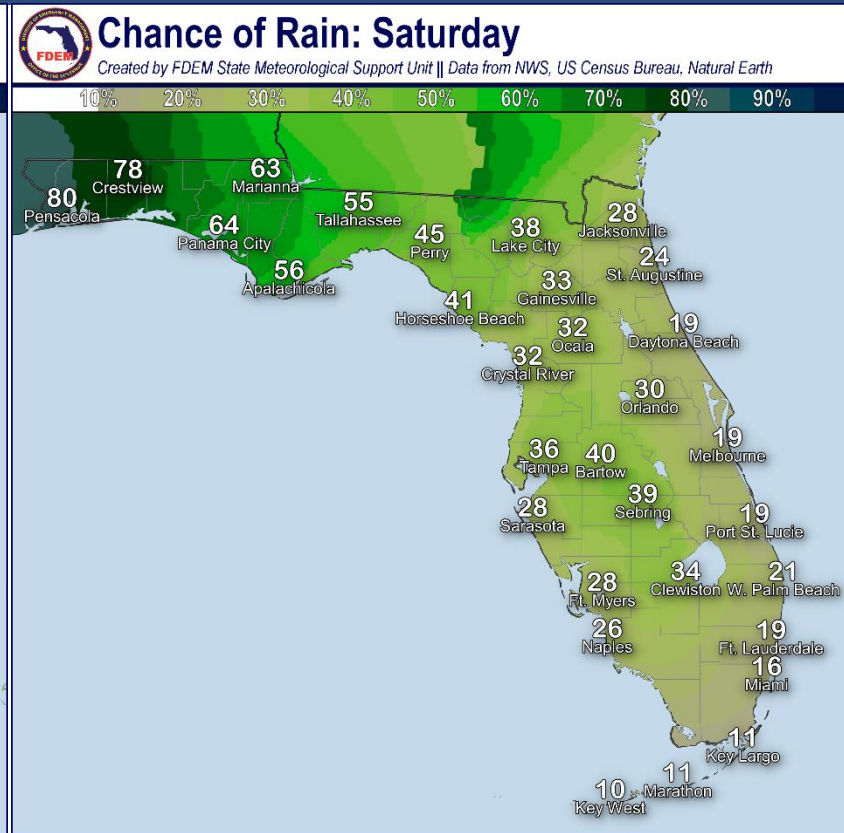 Chance of Rain: Saturday
FDEM
Created by FDEM State Meteorological Support Unit || Data from NWS, US Census Bureau, Natural Earth
10% 20% 30% 40% 50% 60% 70% 80% 90%
78
Crestview
63
Marianna
80
Pensacola
55
Tallahassee
64
Panama City
45
Perry
38
Lake City
28
Jacksonville
56
Apalachicola
24
St. Augustine
33
Gainesville
41
Horseshoe Beach
32
Ocala
19
Daytona Beach
32
Crystal River
30
Orlando
36
Tampa
40
Bartow
19
Melbourne
39
Sebring
28
Sarasota
19
Port St. Lucie
28
Ft. Myers
34
Clewiston
21
W. Palm Beach
26
Naples
19
Ft. Lauderdale
16
Miami
11
Key Largo
11
Marathon
10
Key West